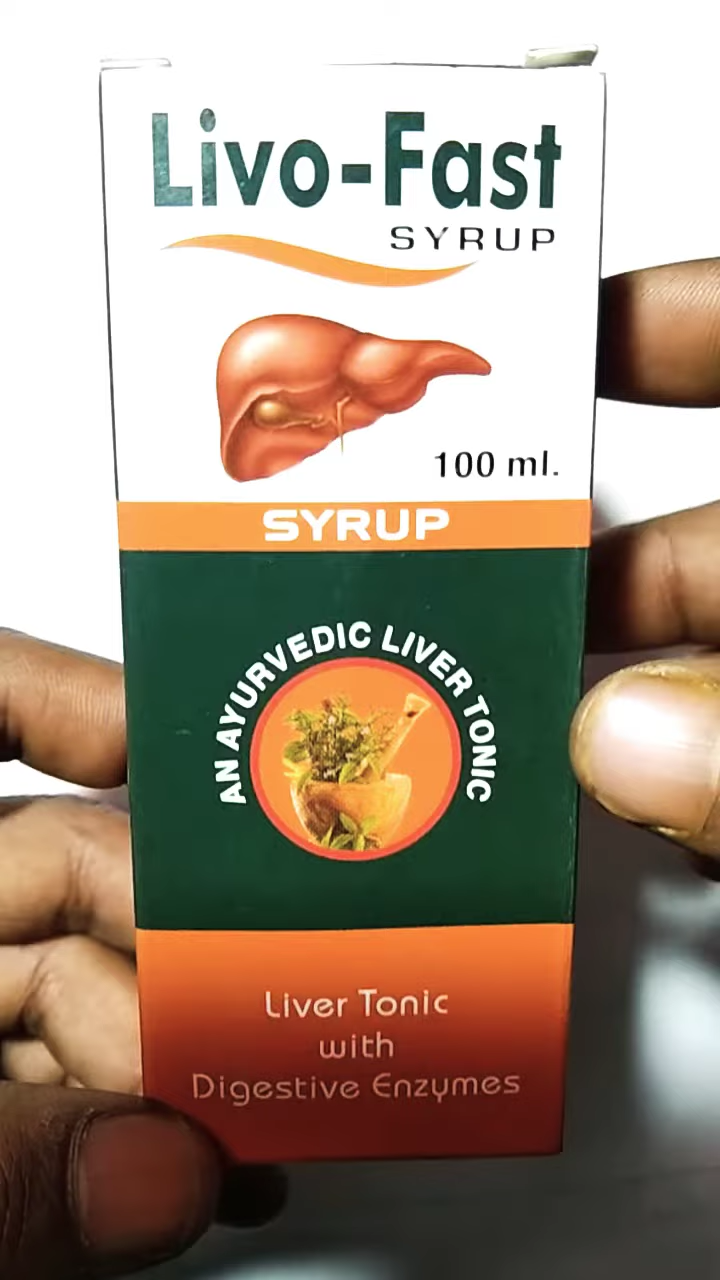 Livo-Fast
SYRUP
100 ml.
SYRUP
AN AYURVEDIC LIVER TONIC
Liver Tonic
with
Digestive Enzymes